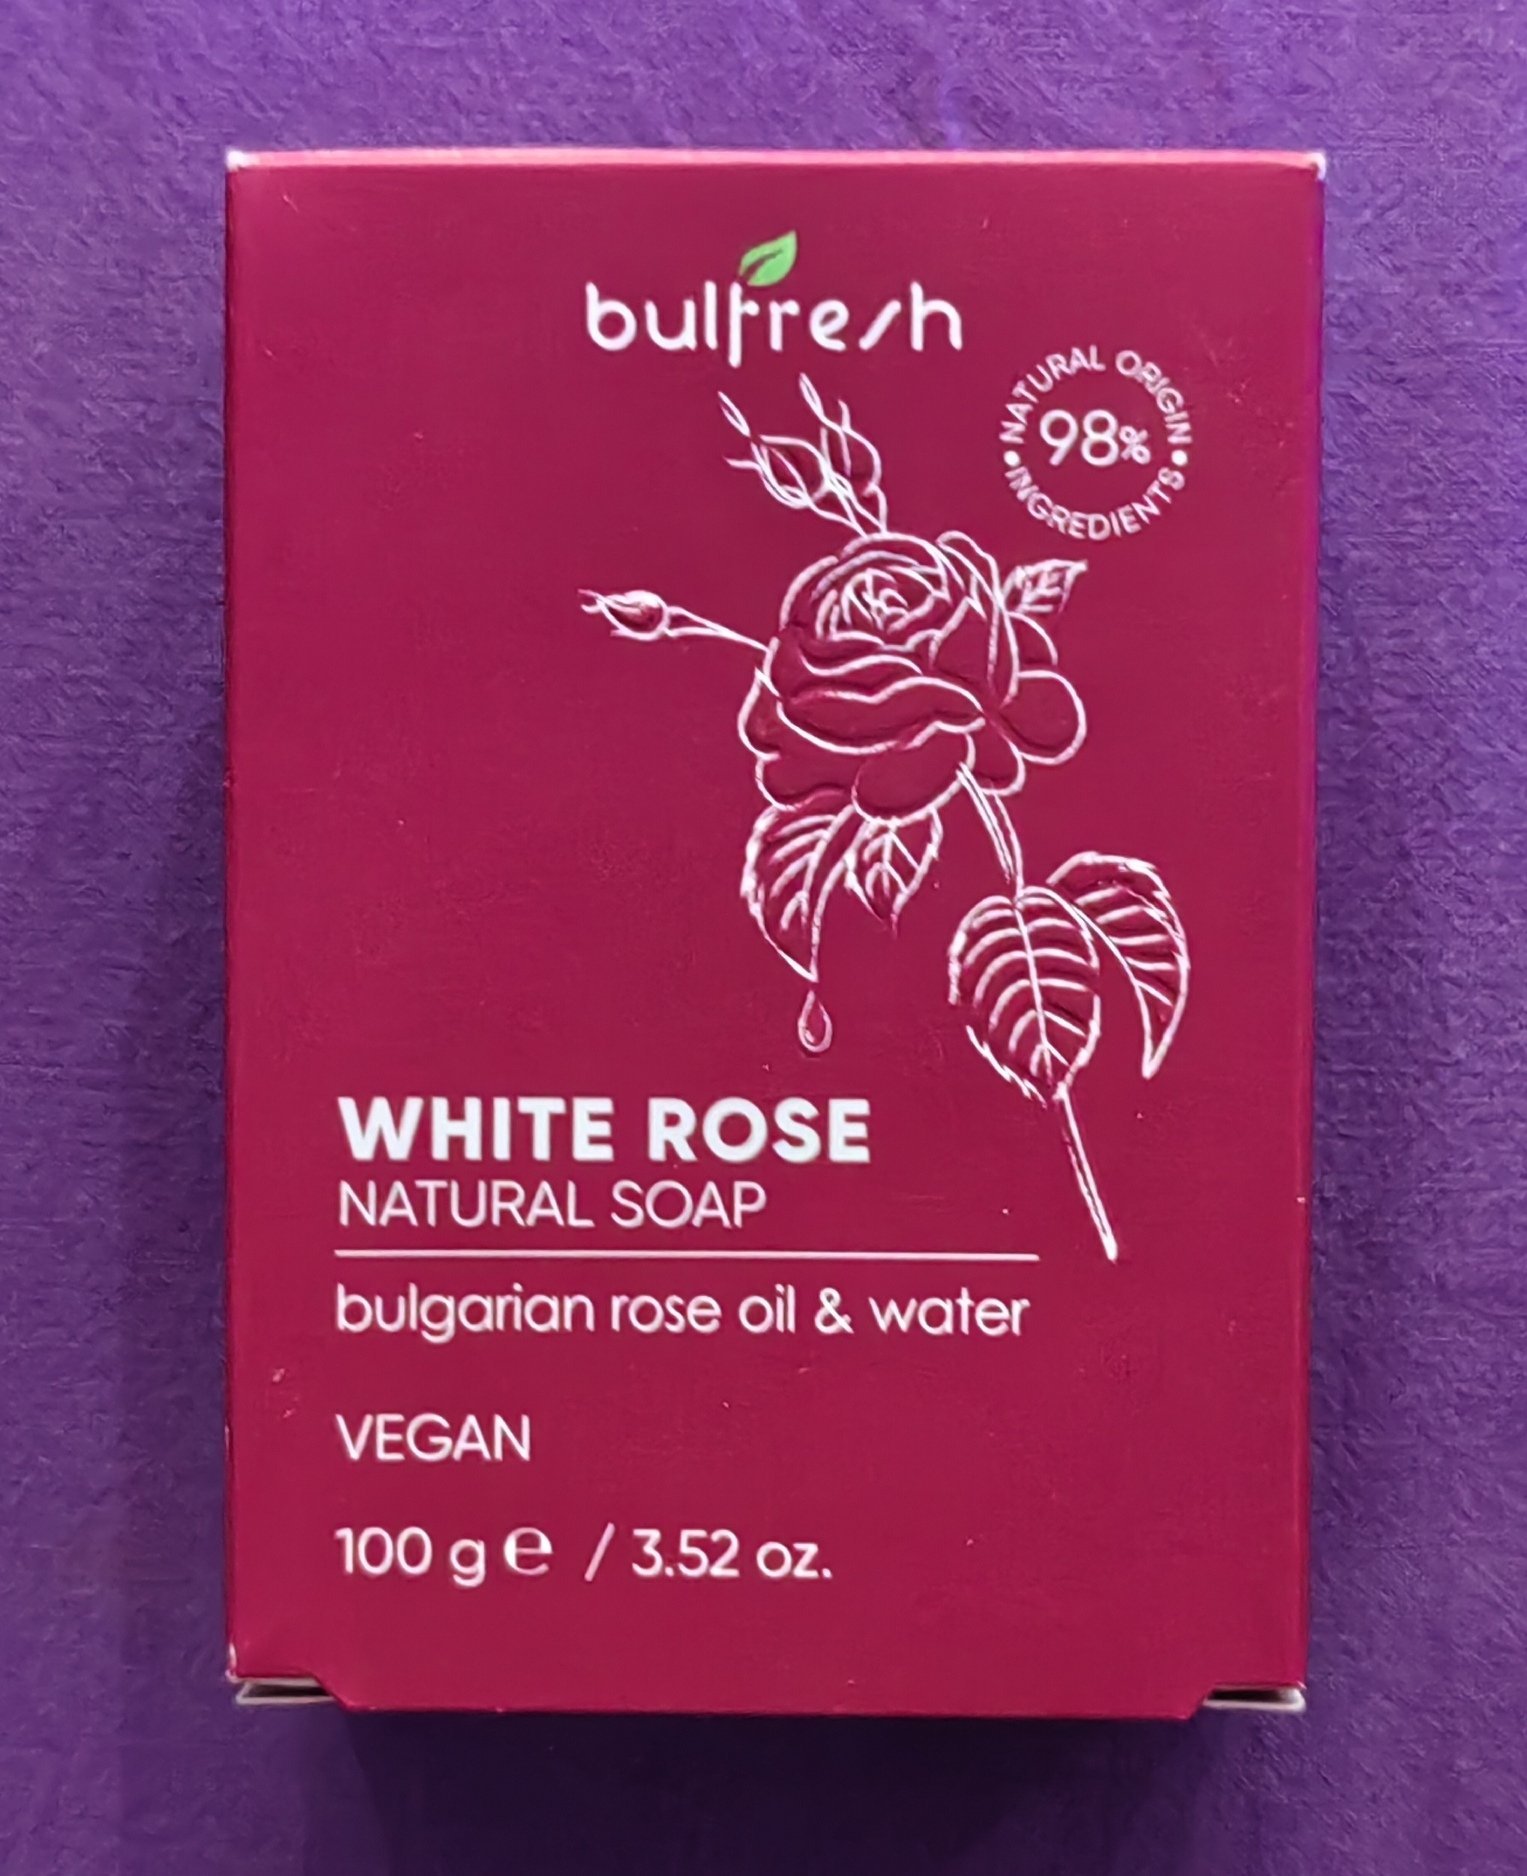 bulfresh
NATURAL ORIGIN
98%
• INGREDIENTS •
WHITE ROSE
NATURAL SOAP
bulgarian rose oil & water
VEGAN
100 g ℮ / 3.52 oz.